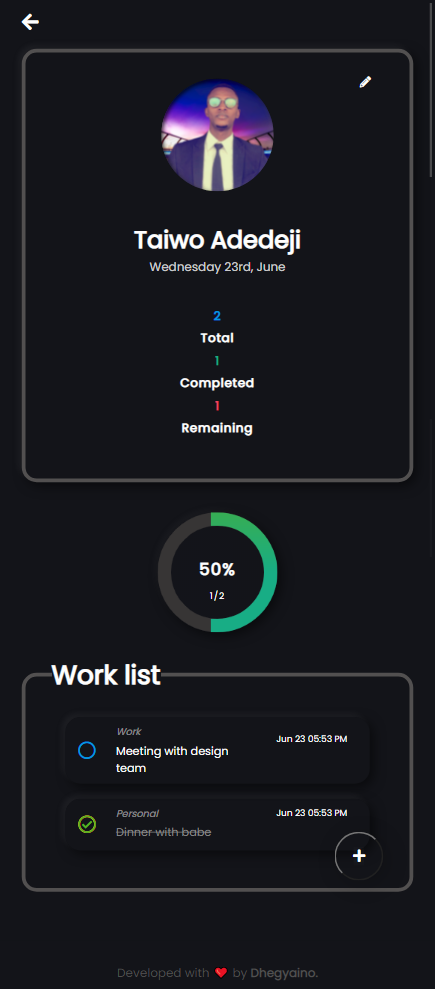 Taiwo Adedeji
Wednesday 23rd, June
2
Total
1
Completed
1
Remaining
50%
1/2
Work list
Work
Jun 23 05:53 PM
Meeting with design
team
Personal
Jun 23 05:53 PM
Dinner with babe
Developed with ❤ by Dhegyaino.